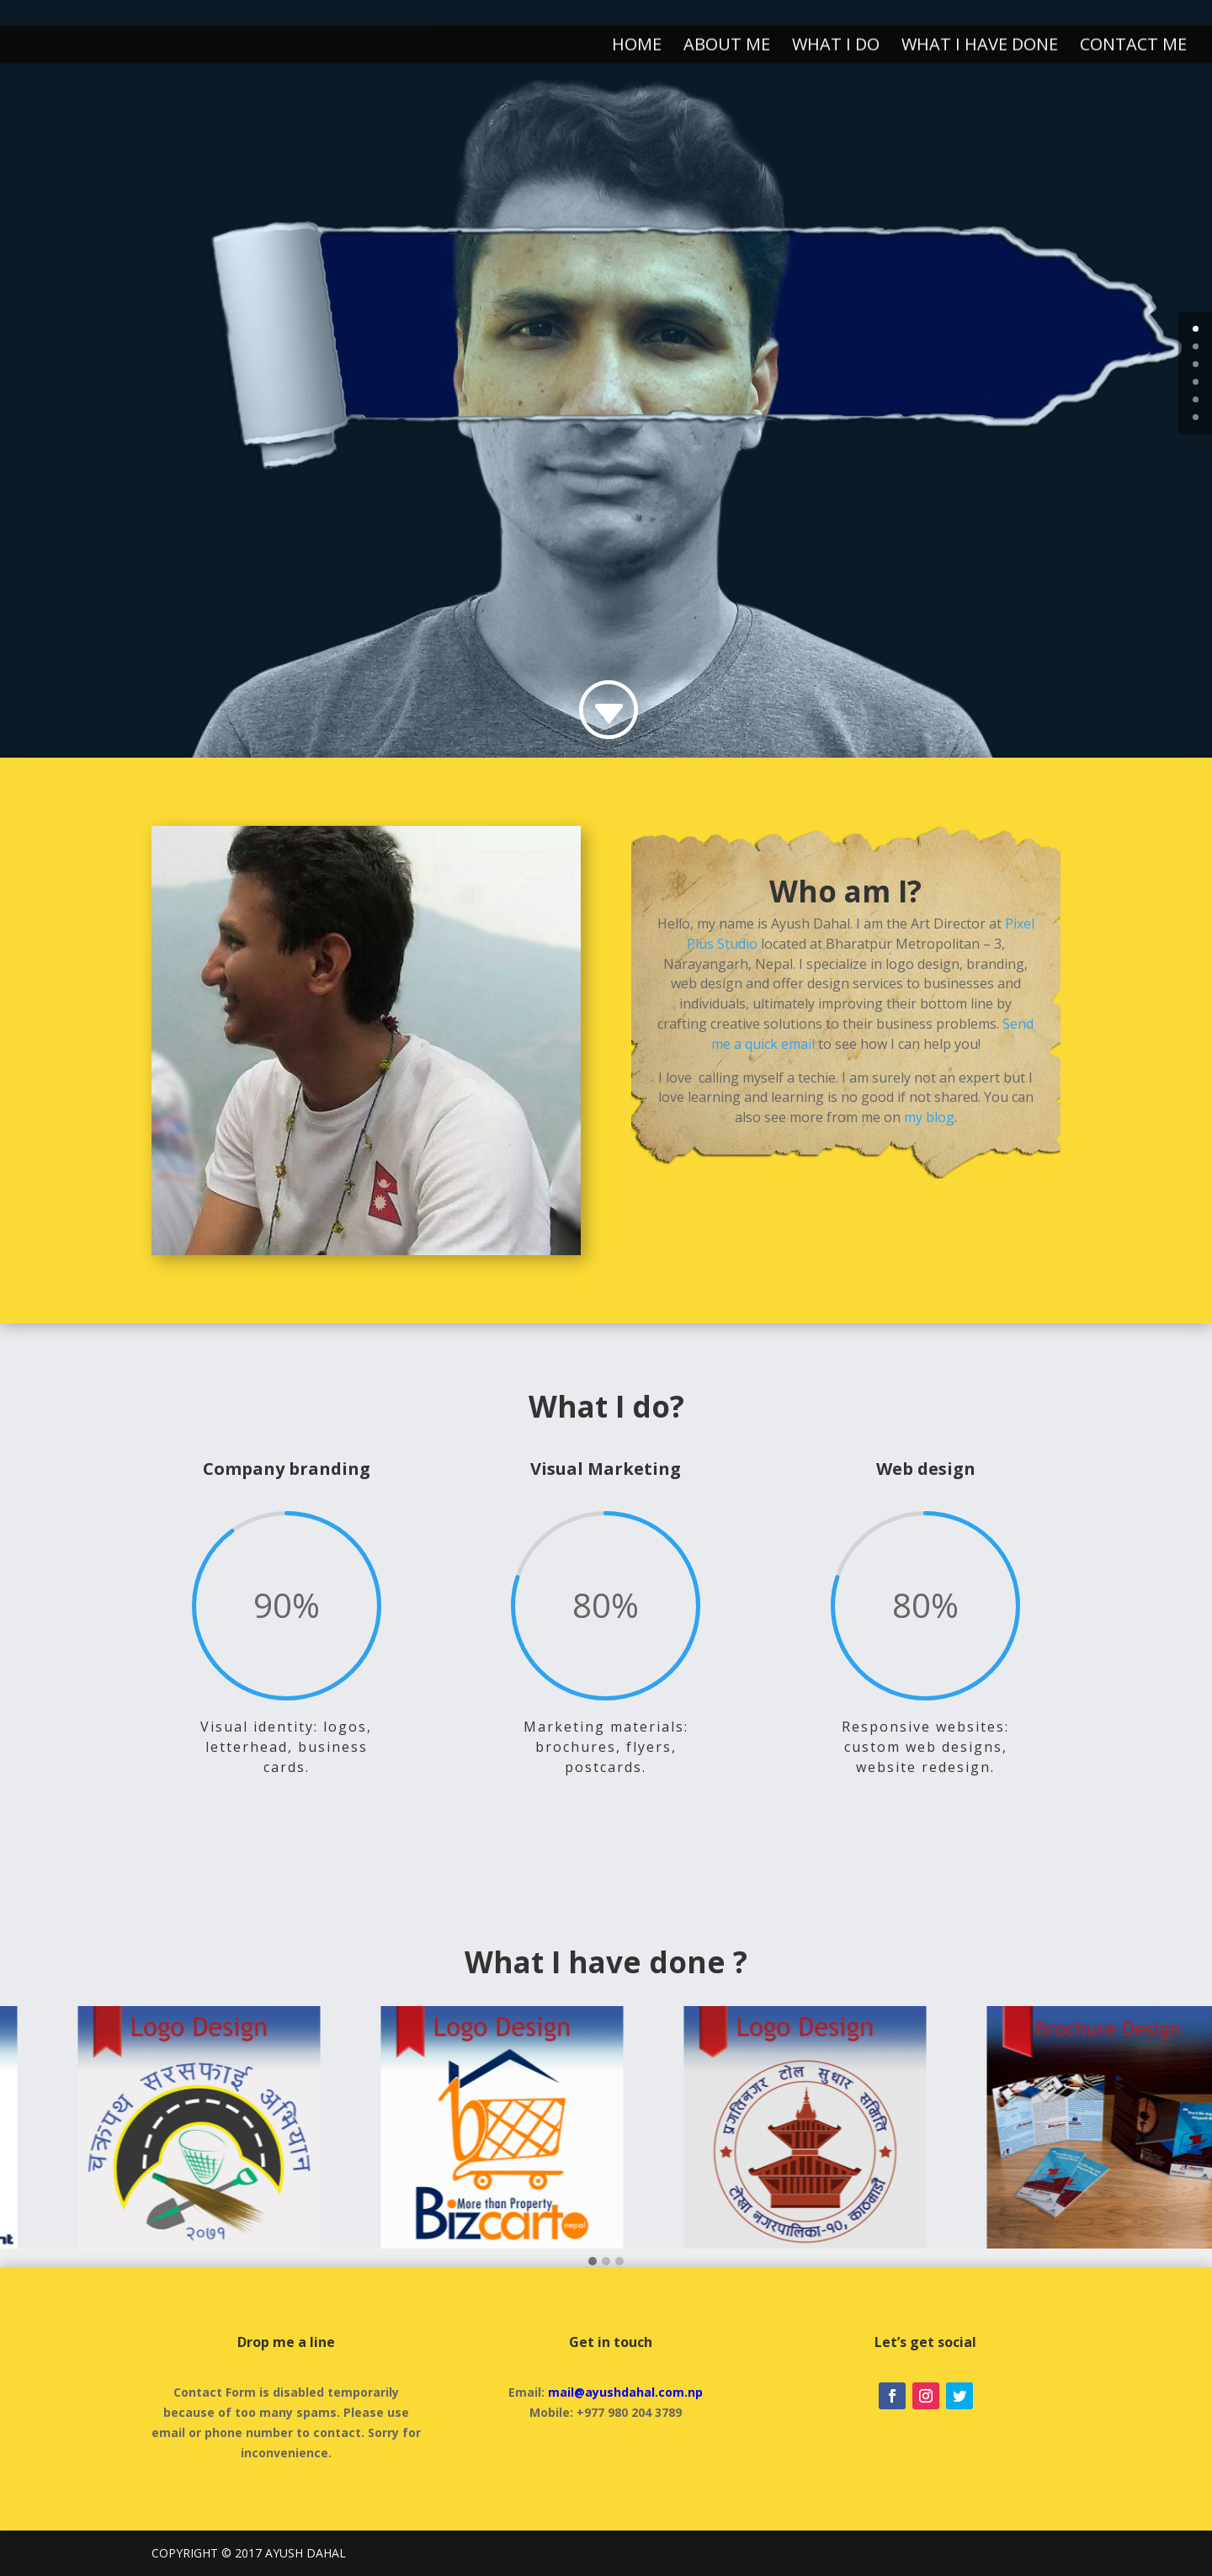 HOME ABOUT ME WHAT I DO WHAT I HAVE DONE CONTACT ME
Who am I?
Hello, my name is Ayush Dahal. I am the Art Director at Pixel
Plus Studio located at Bharatpur Metropolitan – 3,
Narayangarh, Nepal. I specialize in logo design, branding,
web design and offer design services to businesses and
individuals, ultimately improving their bottom line by
crafting creative solutions to their business problems. Send
me a quick email to see how I can help you!
I love  calling myself a techie. I am surely not an expert but I
love learning and learning is no good if not shared. You can
also see more from me on my blog.
What I do?
Company branding
90%
Visual identity: logos,
letterhead, business
cards.
Visual Marketing
80%
Marketing materials:
brochures, flyers,
postcards.
Web design
80%
Responsive websites:
custom web designs,
website redesign.
What I have done ?
Logo Design
चक्रपथ सरसफाई अभियान
२०७१
Logo Design
More than Property
Bizcart
nepal
Logo Design
प्रगतिनगर टोल सुधार समिति
टोखा नगरपालिका-१०, काठमाडौं
Brochure Design
Drop me a line
Contact Form is disabled temporarily
because of too many spams. Please use
email or phone number to contact. Sorry for
inconvenience.
Get in touch
Email: mail@ayushdahal.com.np
Mobile: +977 980 204 3789
Let’s get social
COPYRIGHT © 2017 AYUSH DAHAL